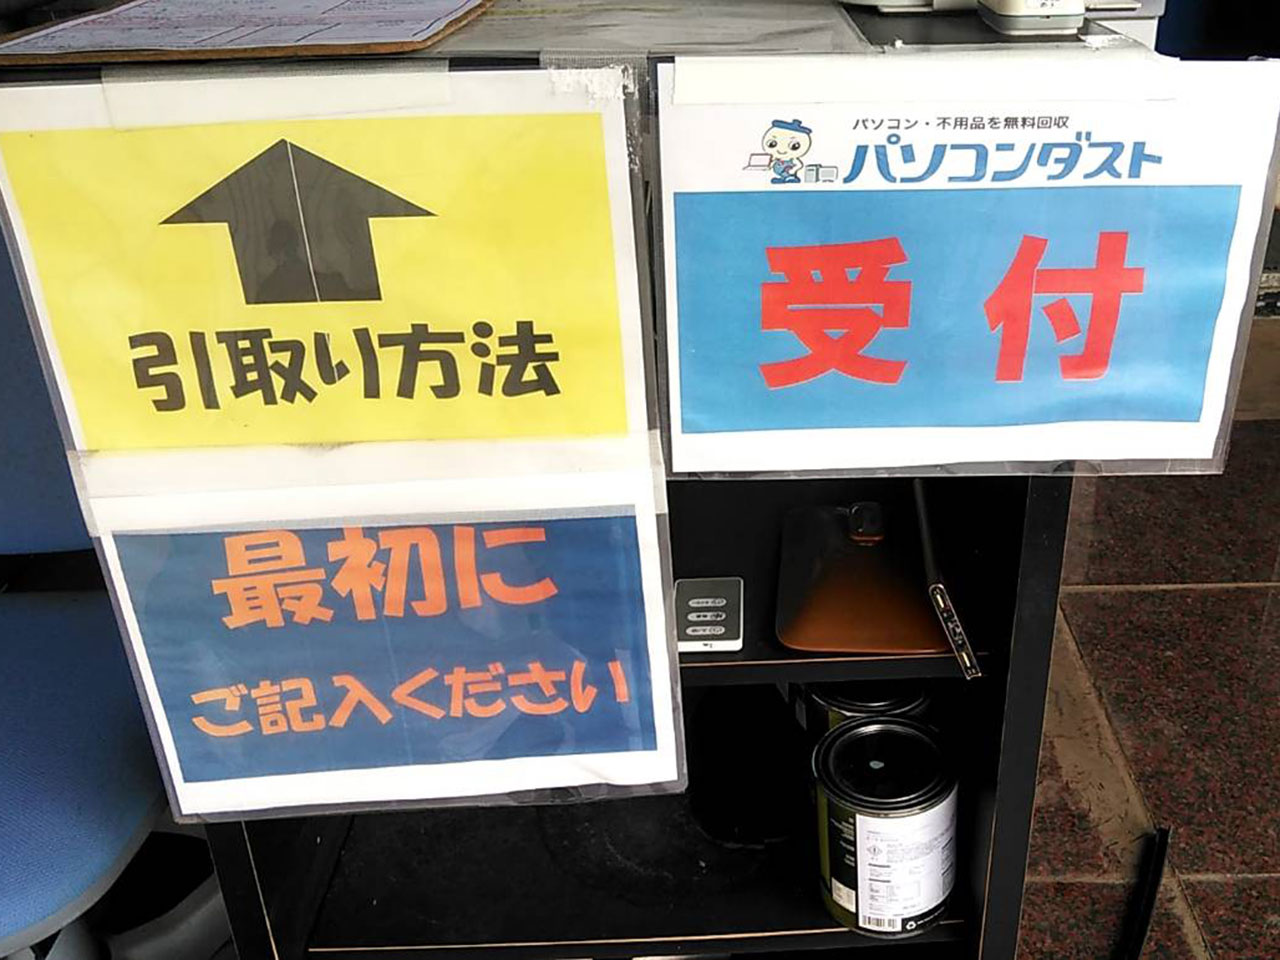 引取り方法
最初に
ご記入ください
パソコン・不用品を無料回収
パソコンダスト
受付